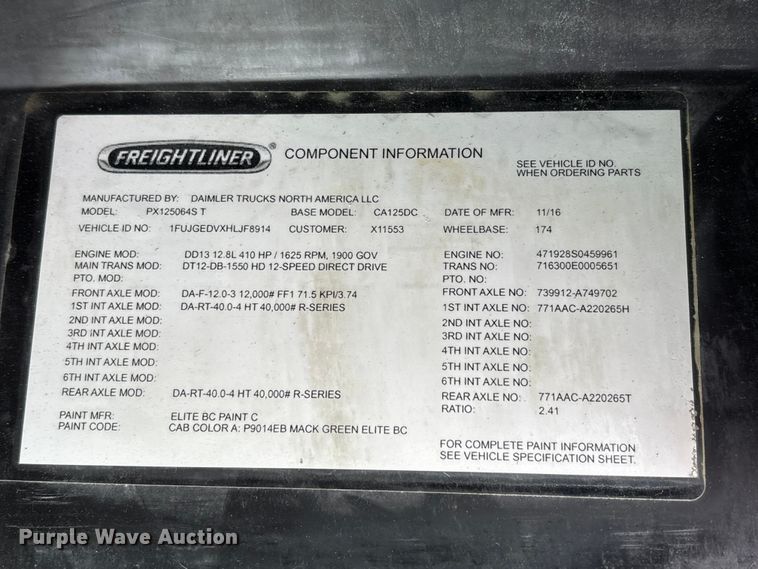 FREIGHTLINER ® COMPONENT INFORMATION
SEE VEHICLE ID NO.
WHEN ORDERING PARTS
MANUFACTURED BY: DAIMLER TRUCKS NORTH AMERICA LLC
MODEL: PX125064S T BASE MODEL: CA125DC DATE OF MFR: 11/16
VEHICLE ID NO: 1FUJGEDVXHLJF8914 CUSTOMER: X11553 WHEELBASE: 174
ENGINE MOD: DD13 12.8L 410 HP / 1625 RPM, 1900 GOV ENGINE NO: 471928S0459961
MAIN TRANS MOD: DT12-DB-1550 HD 12-SPEED DIRECT DRIVE TRANS NO: 716300E0005651
PTO. MOD: PTO. NO:
FRONT AXLE MOD: DA-F-12.0-3 12,000# FF1 71.5 KPI/3.74 FRONT AXLE NO: 739912-A749702
1ST INT AXLE MOD: DA-RT-40.0-4 HT 40,000# R-SERIES 1ST INT AXLE NO: 771AAC-A220265H
2ND INT AXLE MOD: 2ND INT AXLE NO:
3RD INT AXLE MOD: 3RD INT AXLE NO:
4TH INT AXLE MOD: 4TH INT AXLE NO:
5TH INT AXLE MOD: 5TH INT AXLE NO:
6TH INT AXLE MOD: 6TH INT AXLE NO:
REAR AXLE MOD: DA-RT-40.0-4 HT 40,000# R-SERIES REAR AXLE NO: 771AAC-A220265T
RATIO: 2.41
PAINT MFR: ELITE BC PAINT C
PAINT CODE: CAB COLOR A: P9014EB MACK GREEN ELITE BC
FOR COMPLETE PAINT INFORMATION
SEE VEHICLE SPECIFICATION SHEET.
Purple Wave Auction